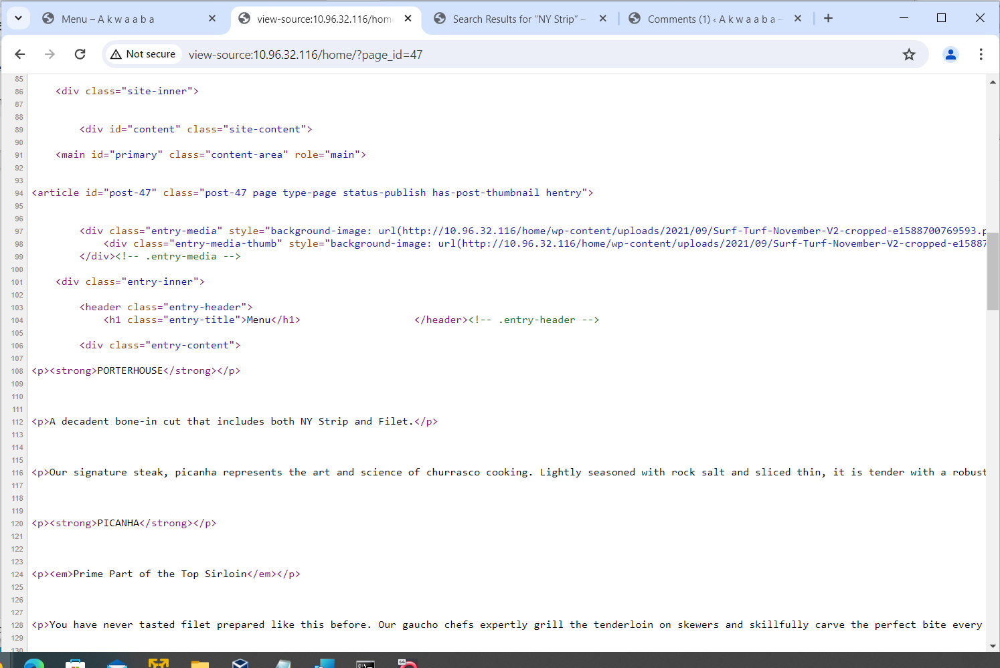 Menu – A k w a a b a
view-source:10.96.32.116/hom
Search Results for “NY Strip” –
Comments (1) ‹ A k w a a b a –
Not secure
view-source:10.96.32.116/home/?page_id=47
85
86 <div class="site-inner">
87
88
89 <div id="content" class="site-content">
90
91 <main id="primary" class="content-area" role="main">
92
93
94 <article id="post-47" class="post-47 page type-page status-publish has-post-thumbnail hentry">
95
96
97 <div class="entry-media" style="background-image: url(http://10.96.32.116/home/wp-content/uploads/2021/09/Surf-Turf-November-V2-cropped-e1588700769593.p
98 <div class="entry-media-thumb" style="background-image: url(http://10.96.32.116/home/wp-content/uploads/2021/09/Surf-Turf-November-V2-cropped-e15887
99 </div><!-- .entry-media -->
100
101 <div class="entry-inner">
102
103 <header class="entry-header">
104 <h1 class="entry-title">Menu</h1> </header><!-- .entry-header -->
105
106 <div class="entry-content">
107
108 <p><strong>PORTERHOUSE</strong></p>
109
110
111
112 <p>A decadent bone-in cut that includes both NY Strip and Filet.</p>
113
114
115
116 <p>Our signature steak, picanha represents the art and science of churrasco cooking. Lightly seasoned with rock salt and sliced thin, it is tender with a robust
117
118
119
120 <p><strong>PICANHA</strong></p>
121
122
123
124 <p><em>Prime Part of the Top Sirloin</em></p>
125
126
127
128 <p>You have never tasted filet prepared like this before. Our gaucho chefs expertly grill the tenderloin on skewers and skillfully carve the perfect bite every
129
130